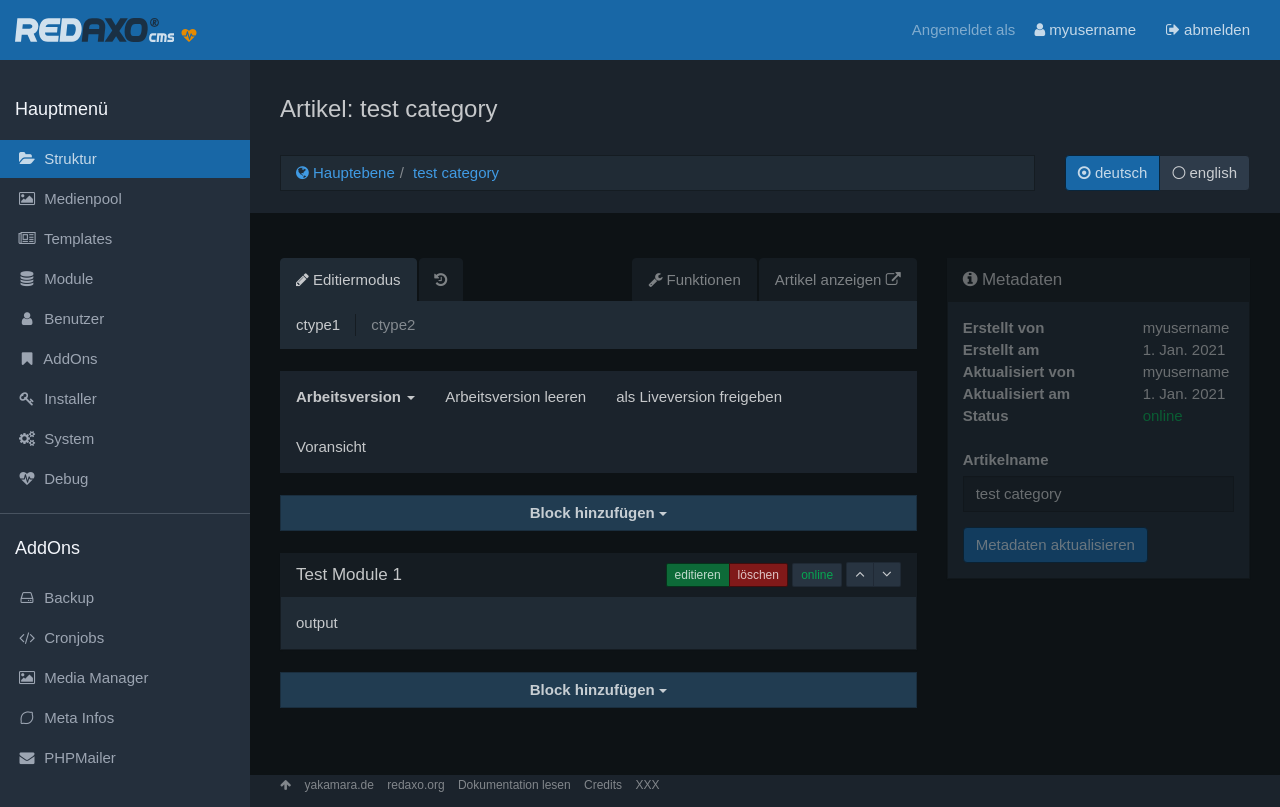 REDAXO® cms
Angemeldet als myusername abmelden
Hauptmenü
Struktur
Medienpool
Templates
Module
Benutzer
AddOns
Installer
System
Debug
AddOns
Backup
Cronjobs
Media Manager
Meta Infos
PHPMailer
Artikel: test category
Hauptebene / test category
deutsch english
Editiermodus Funktionen Artikel anzeigen
ctype1 ctype2
Arbeitsversion Arbeitsversion leeren als Liveversion freigeben
Voransicht
Block hinzufügen
Test Module 1 editieren löschen online
output
Block hinzufügen
Metadaten
Erstellt von myusername
Erstellt am 1. Jan. 2021
Aktualisiert von myusername
Aktualisiert am 1. Jan. 2021
Status online
Artikelname
test category
Metadaten aktualisieren
yakamara.de redaxo.org Dokumentation lesen Credits XXX